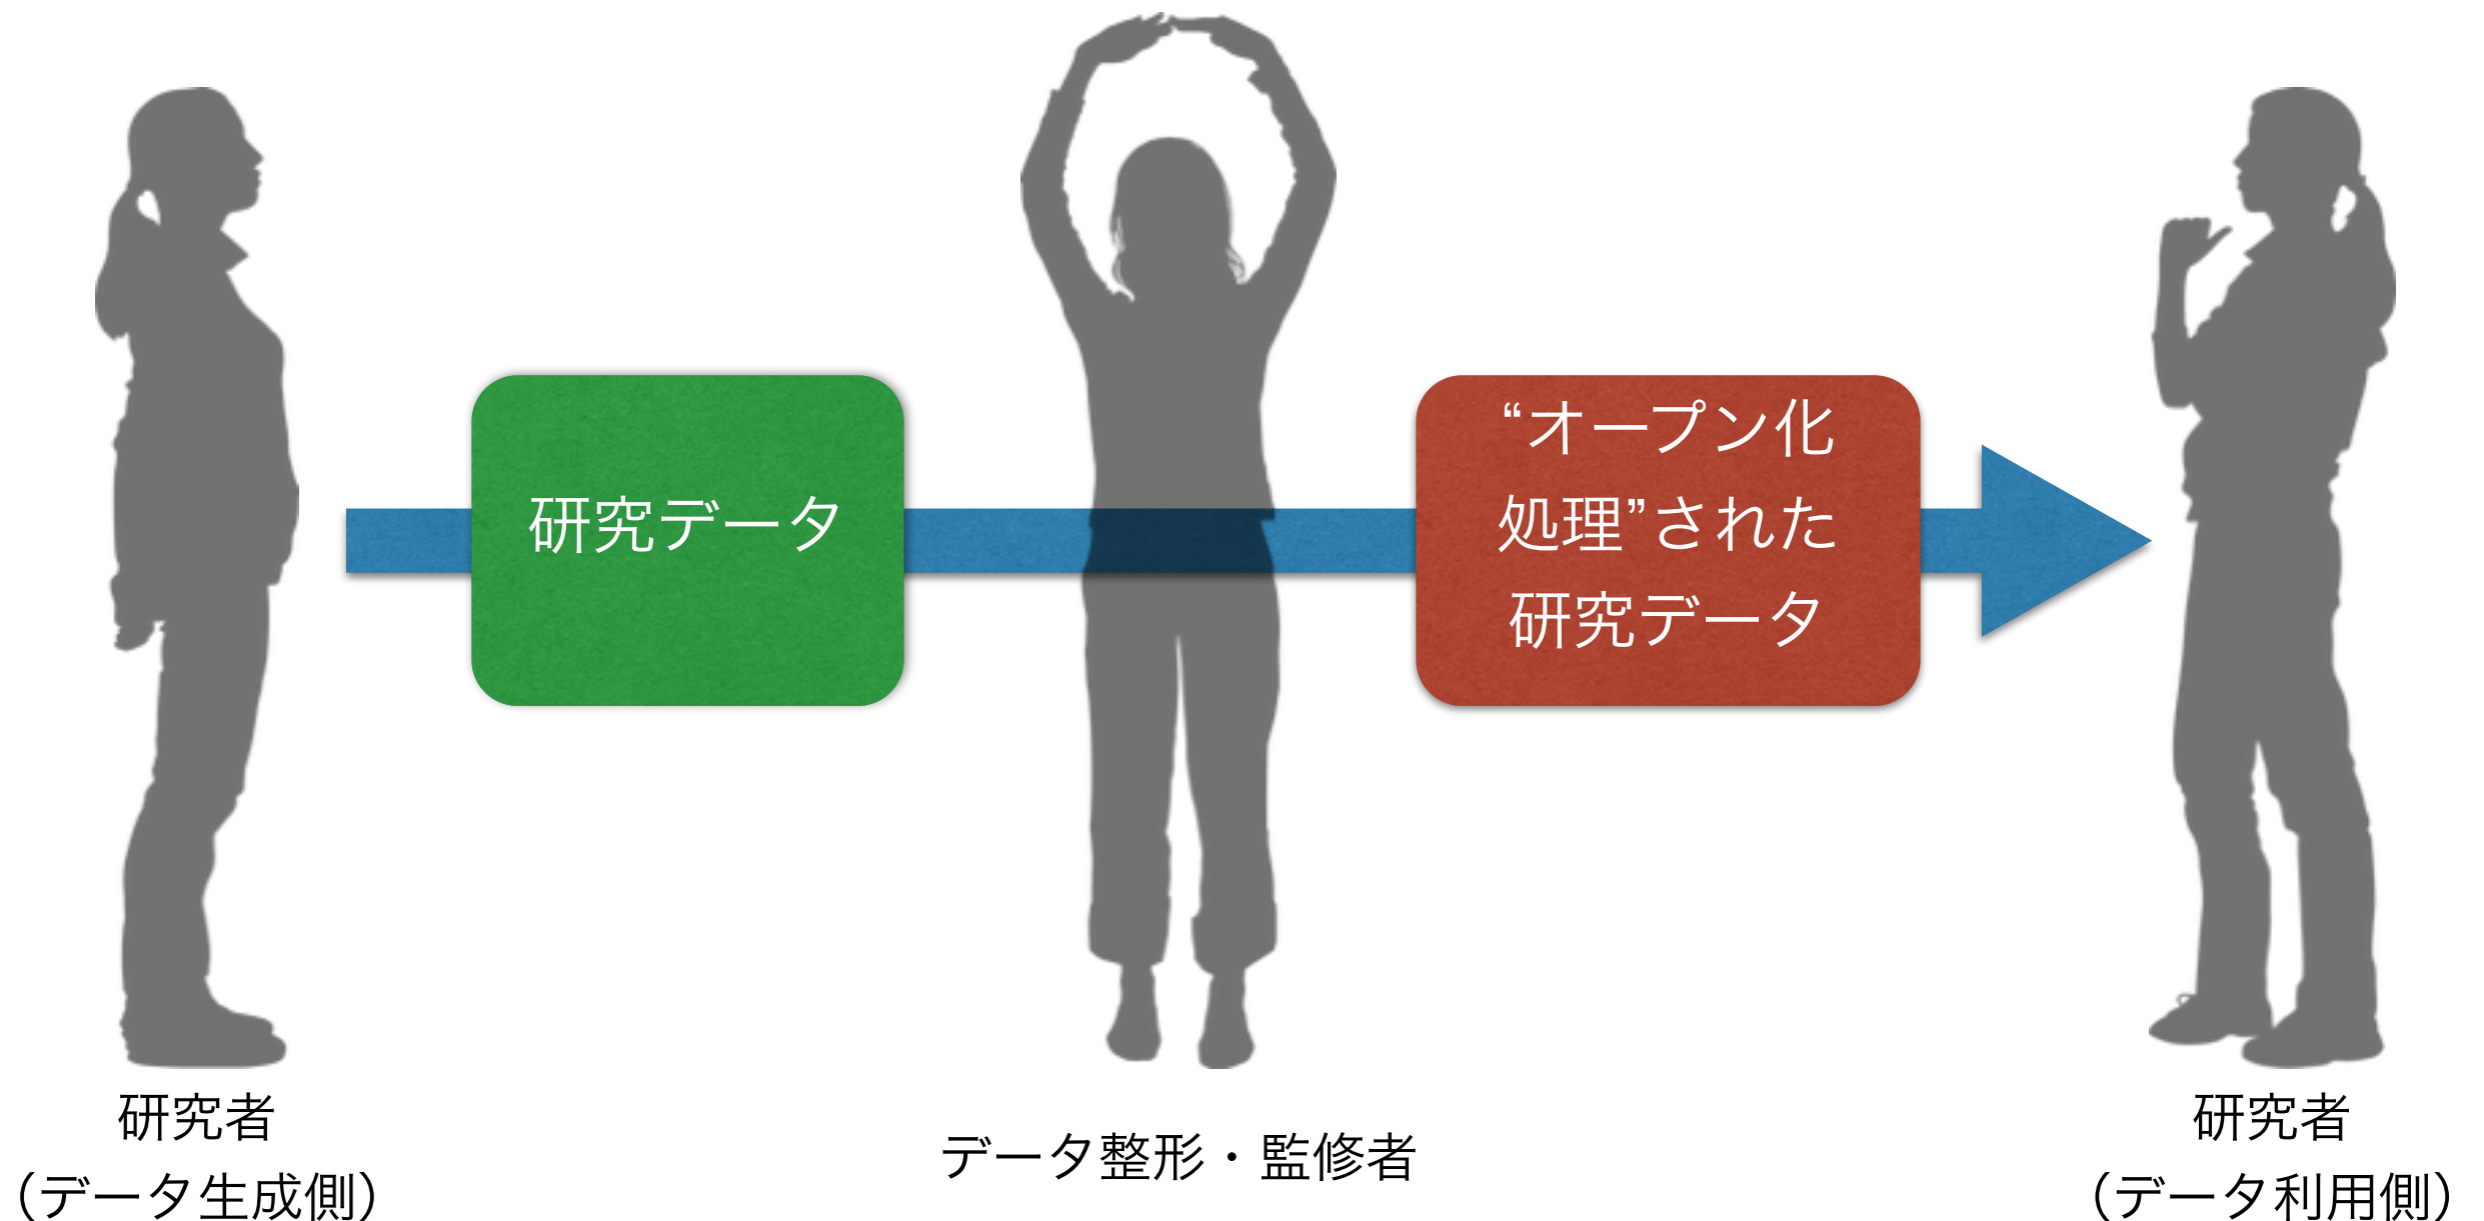 研究データ
“オープン化
処理”された
研究データ
研究者
（データ生成側）
データ整形・監修者
研究者
（データ利用側）